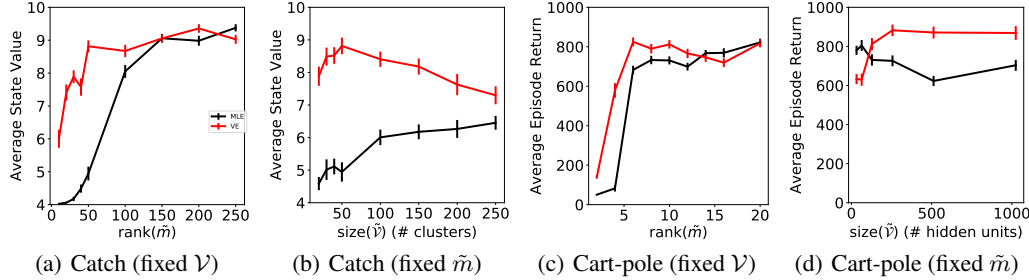 10
9
8
7
6
5
4
Average State Value
MLE
VE
0 50 100 150 200 250
rank(m̃)
(a) Catch (fixed 𝒱)
10
9
8
7
6
5
4
Average State Value
50 100 150 200 250
size(𝒱̃) (# clusters)
(b) Catch (fixed m̃)
1000
800
600
400
200
0
Average Episode Return
5 10 15 20
rank(m̃)
(c) Cart-pole (fixed 𝒱)
1000
800
600
400
200
0
Average Episode Return
500 1000
size(𝒱̃) (# hidden units)
(d) Cart-pole (fixed m̃)